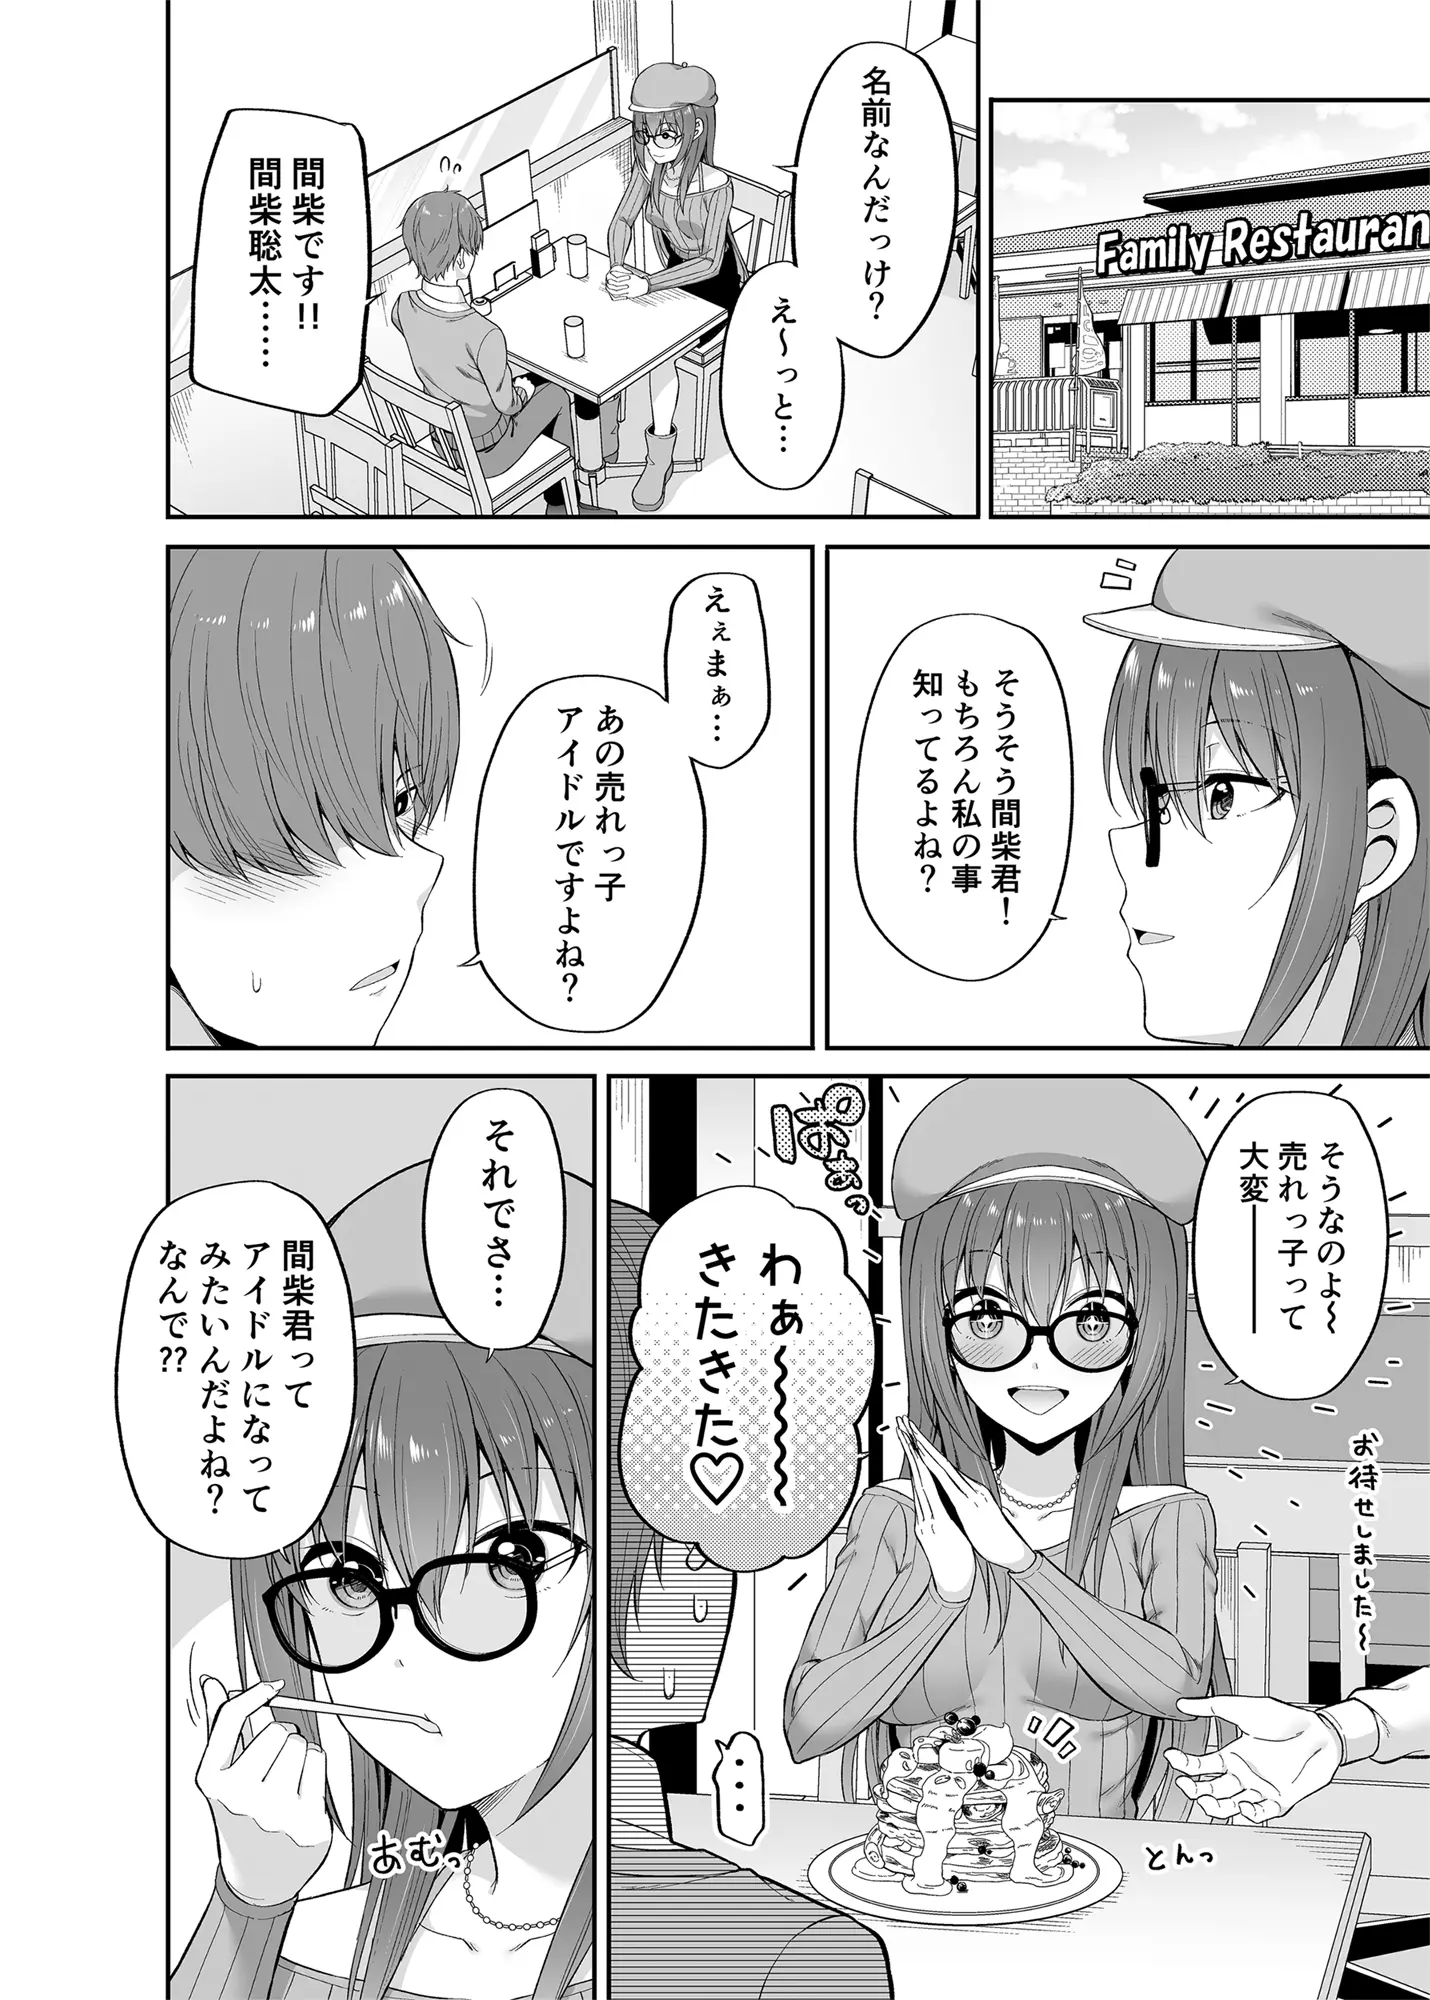 Family Restauran
え～っと…
名前なんだっけ？
間柴です!!
間柴聡太……
そうそう間柴君！
もちろん私の事
知ってるよね？
えぇまぁ…
あの売れっ子
アイドルですよね？
そうなのよ～
売れっ子って
大変――
お待せしました～
とんっ
ぱぁっ
わぁ～～～
きたきた♡
…
それでさ…
間柴君って
アイドルになって
みたいんだよね？
なんで??
あむっ